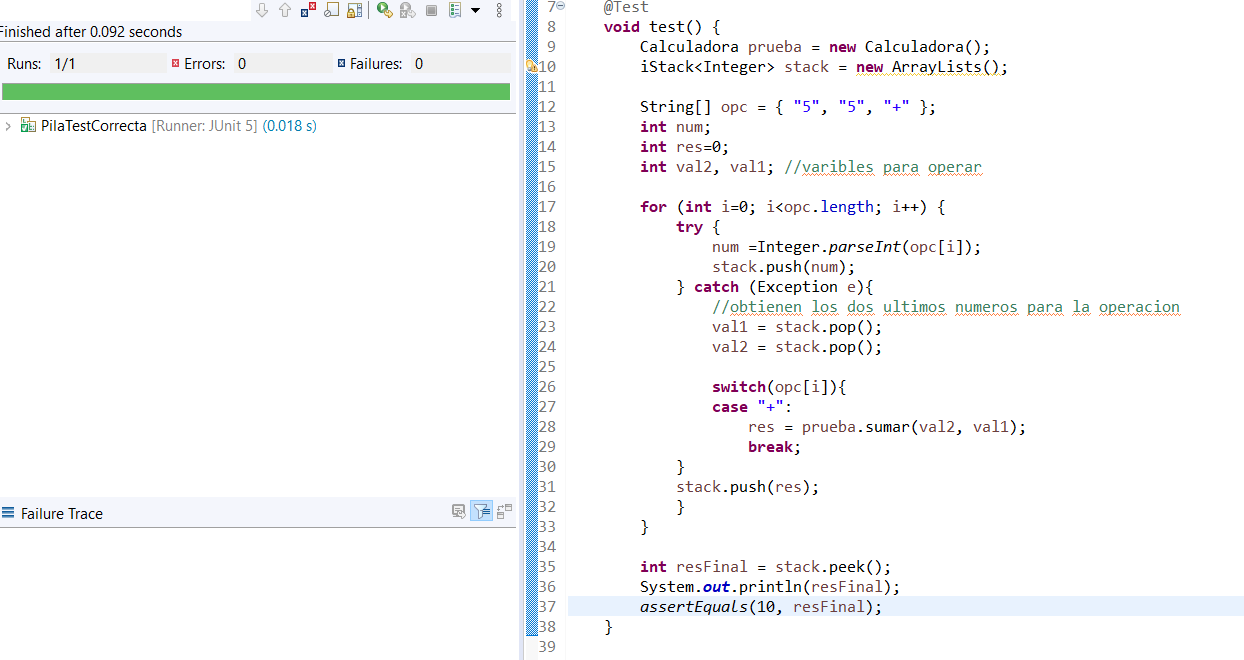 Finished after 0.092 seconds
Runs: 1/1 Errors: 0 Failures: 0
PilaTestCorrecta [Runner: JUnit 5] (0.018 s)
Failure Trace
7 @Test
8 void test() {
9 Calculadora prueba = new Calculadora();
10 iStack<Integer> stack = new ArrayLists();
11
12 String[] opc = { "5", "5", "+" };
13 int num;
14 int res=0;
15 int val2, val1; //varibles para operar
16
17 for (int i=0; i<opc.length; i++) {
18 try {
19 num =Integer.parseInt(opc[i]);
20 stack.push(num);
21 } catch (Exception e){
22 //obtienen los dos ultimos numeros para la operacion
23 val1 = stack.pop();
24 val2 = stack.pop();
25
26 switch(opc[i]){
27 case "+":
28 res = prueba.sumar(val2, val1);
29 break;
30 }
31 stack.push(res);
32 }
33 }
34
35 int resFinal = stack.peek();
36 System.out.println(resFinal);
37 assertEquals(10, resFinal);
38 }
39